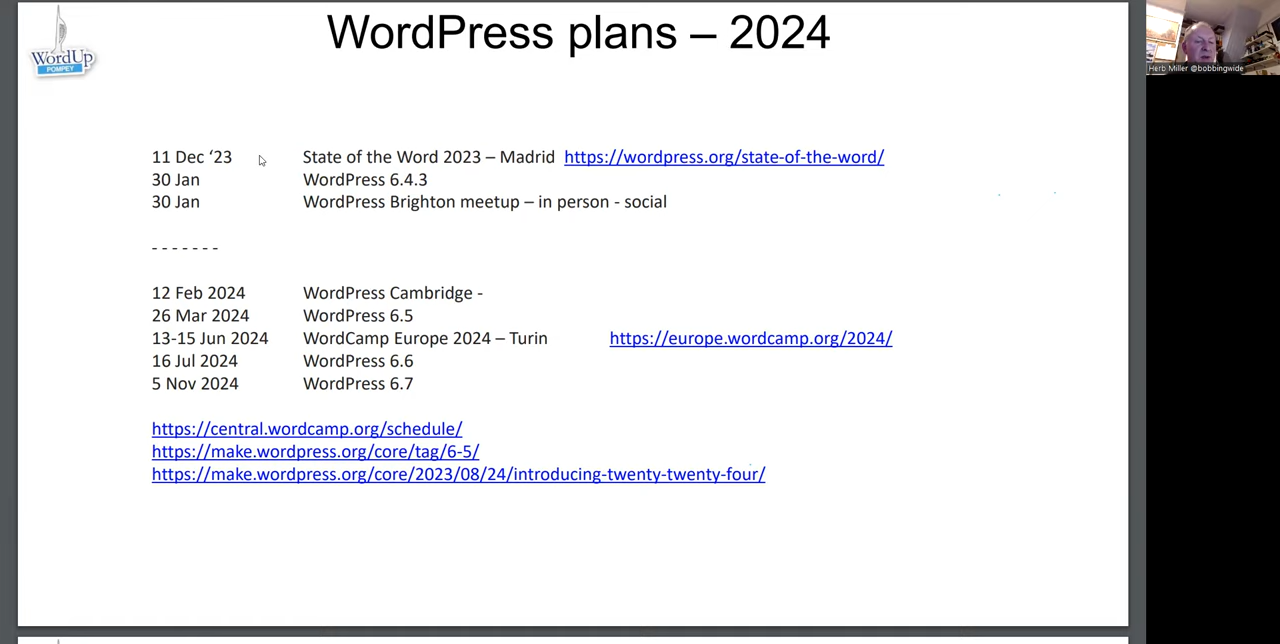 WordPress plans – 2024
WordUp
POMPEY
Herb Miller @bobbingwide
11 Dec ‘23 State of the Word 2023 – Madrid https://wordpress.org/state-of-the-word/
30 Jan WordPress 6.4.3
30 Jan WordPress Brighton meetup – in person - social
- - - - - - -
12 Feb 2024 WordPress Cambridge -
26 Mar 2024 WordPress 6.5
13-15 Jun 2024 WordCamp Europe 2024 – Turin https://europe.wordcamp.org/2024/
16 Jul 2024 WordPress 6.6
5 Nov 2024 WordPress 6.7
https://central.wordcamp.org/schedule/
https://make.wordpress.org/core/tag/6-5/
https://make.wordpress.org/core/2023/08/24/introducing-twenty-twenty-four/